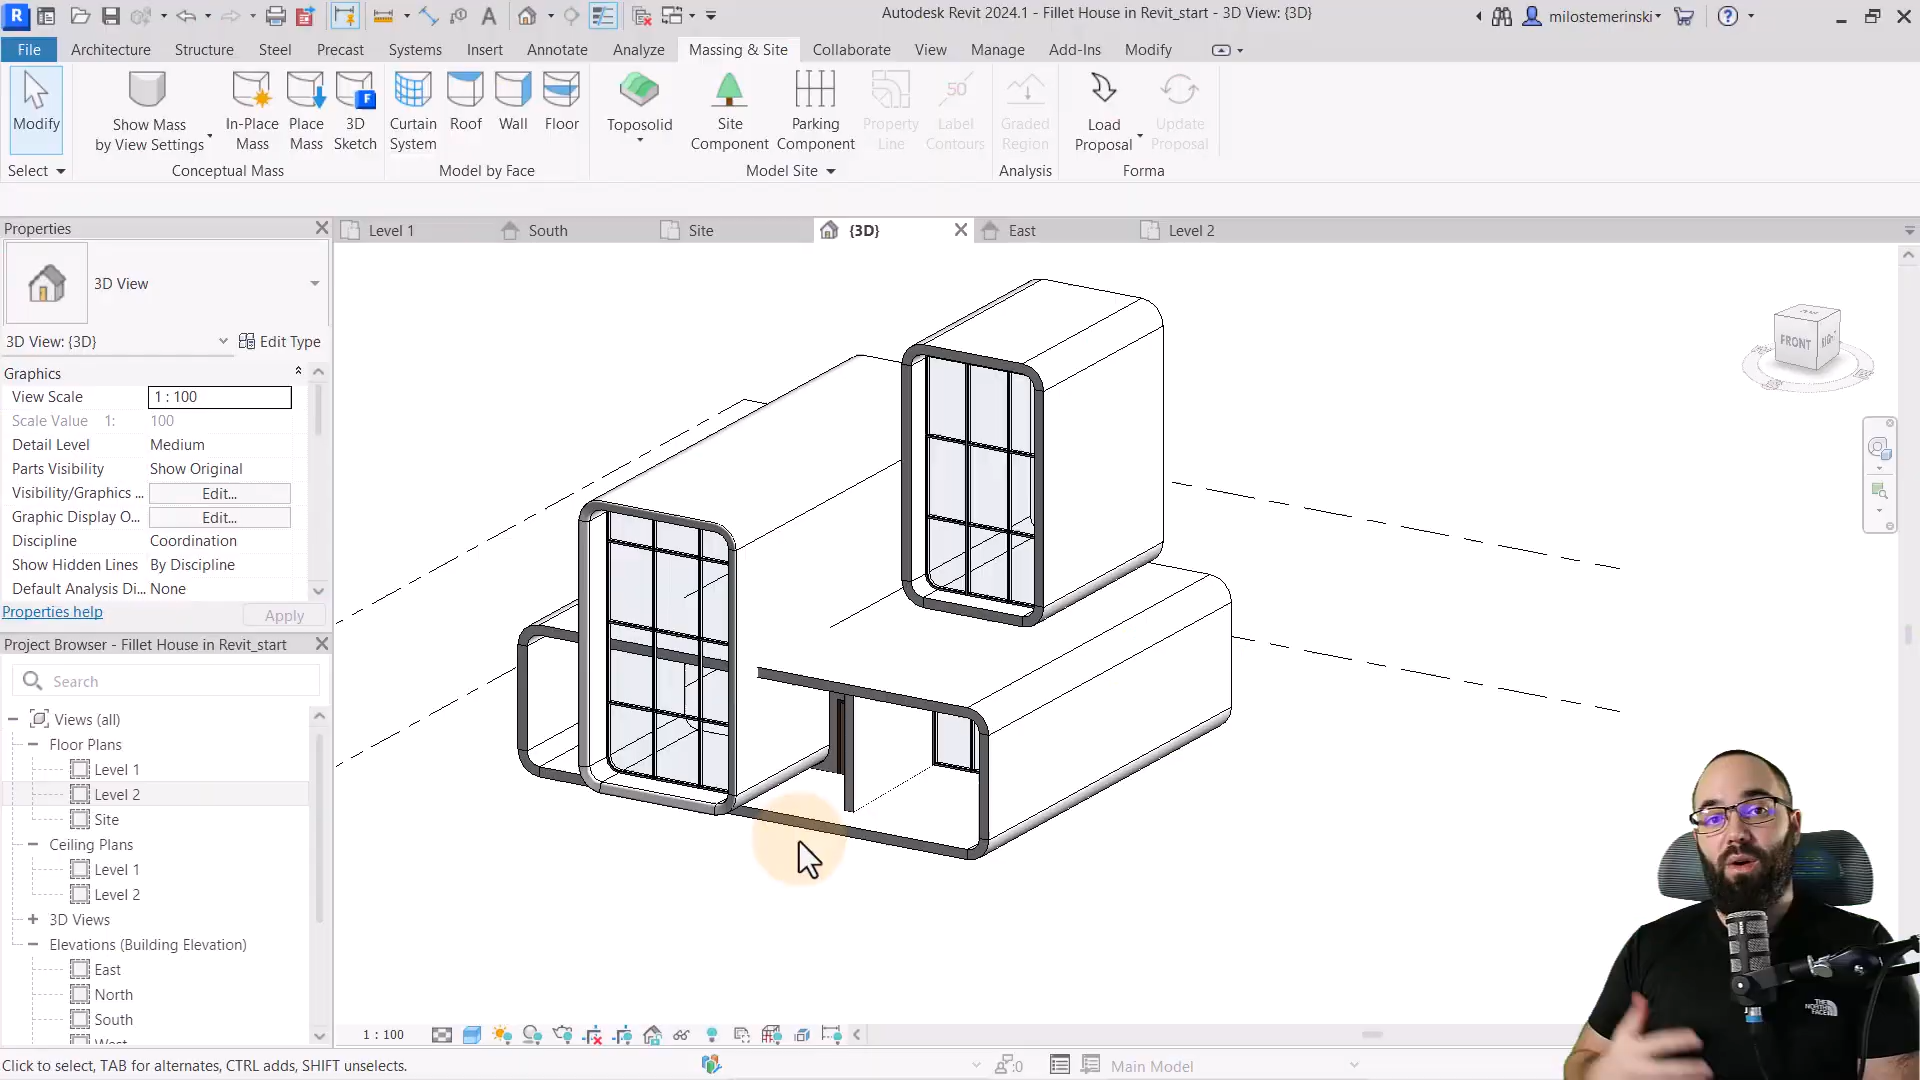 Autodesk Revit 2024.1 - Fillet House in Revit_start - 3D View: {3D}
milostemerinski
File Architecture Structure Steel Precast Systems Insert Annotate Analyze Massing & Site Collaborate View Manage Add-Ins Modify
Modify
Show Mass by View Settings
In-Place Mass
Place Mass
3D Sketch
Curtain System
Roof
Wall
Floor
Toposolid
Site Component
Parking Component
Property Line
50
Label Contours
Graded Region
Load Proposal
Update Proposal
Select
Conceptual Mass
Model by Face
Model Site
Analysis
Forma
Properties
Level 1
South
Site
{3D}
East
Level 2
3D View
3D View: {3D}
Edit Type
Graphics
View Scale 1 : 100
Scale Value 1: 100
Detail Level Medium
Parts Visibility Show Original
Visibility/Graphics ... Edit...
Graphic Display O... Edit...
Discipline Coordination
Show Hidden Lines By Discipline
Default Analysis Di... None
Properties help
Apply
Project Browser - Fillet House in Revit_start
Search
Views (all)
Floor Plans
Level 1
Level 2
Site
Ceiling Plans
Level 1
Level 2
3D Views
Elevations (Building Elevation)
East
North
South
West
FRONT
RIGHT
THE NORTH FACE
1 : 100
Click to select, TAB for alternates, CTRL adds, SHIFT unselects.
:0
Main Model